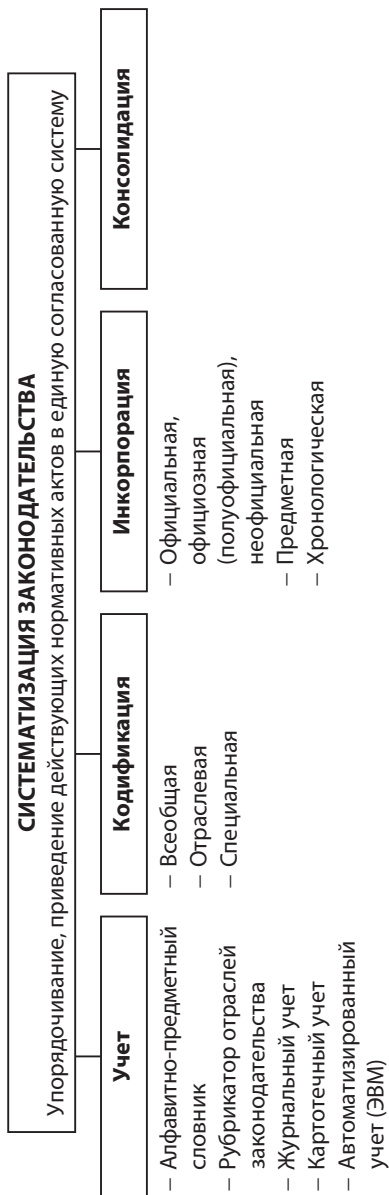 СИСТЕМАТИЗАЦИЯ ЗАКОНОДАТЕЛЬСТВА
Упорядочивание, приведение действующих нормативных актов в единую согласованную систему
Учет
– Алфавитно-предметный
словник
– Рубрикатор отраслей
законодательства
– Журнальный учет
– Картотечный учет
– Автоматизированный
учет (ЭВМ)
Кодификация
– Всеобщая
– Отраслевая
– Специальная
Инкорпорация
– Официальная,
официозная
(полуофициальная),
неофициальная
– Предметная
– Хронологическая
Консолидация